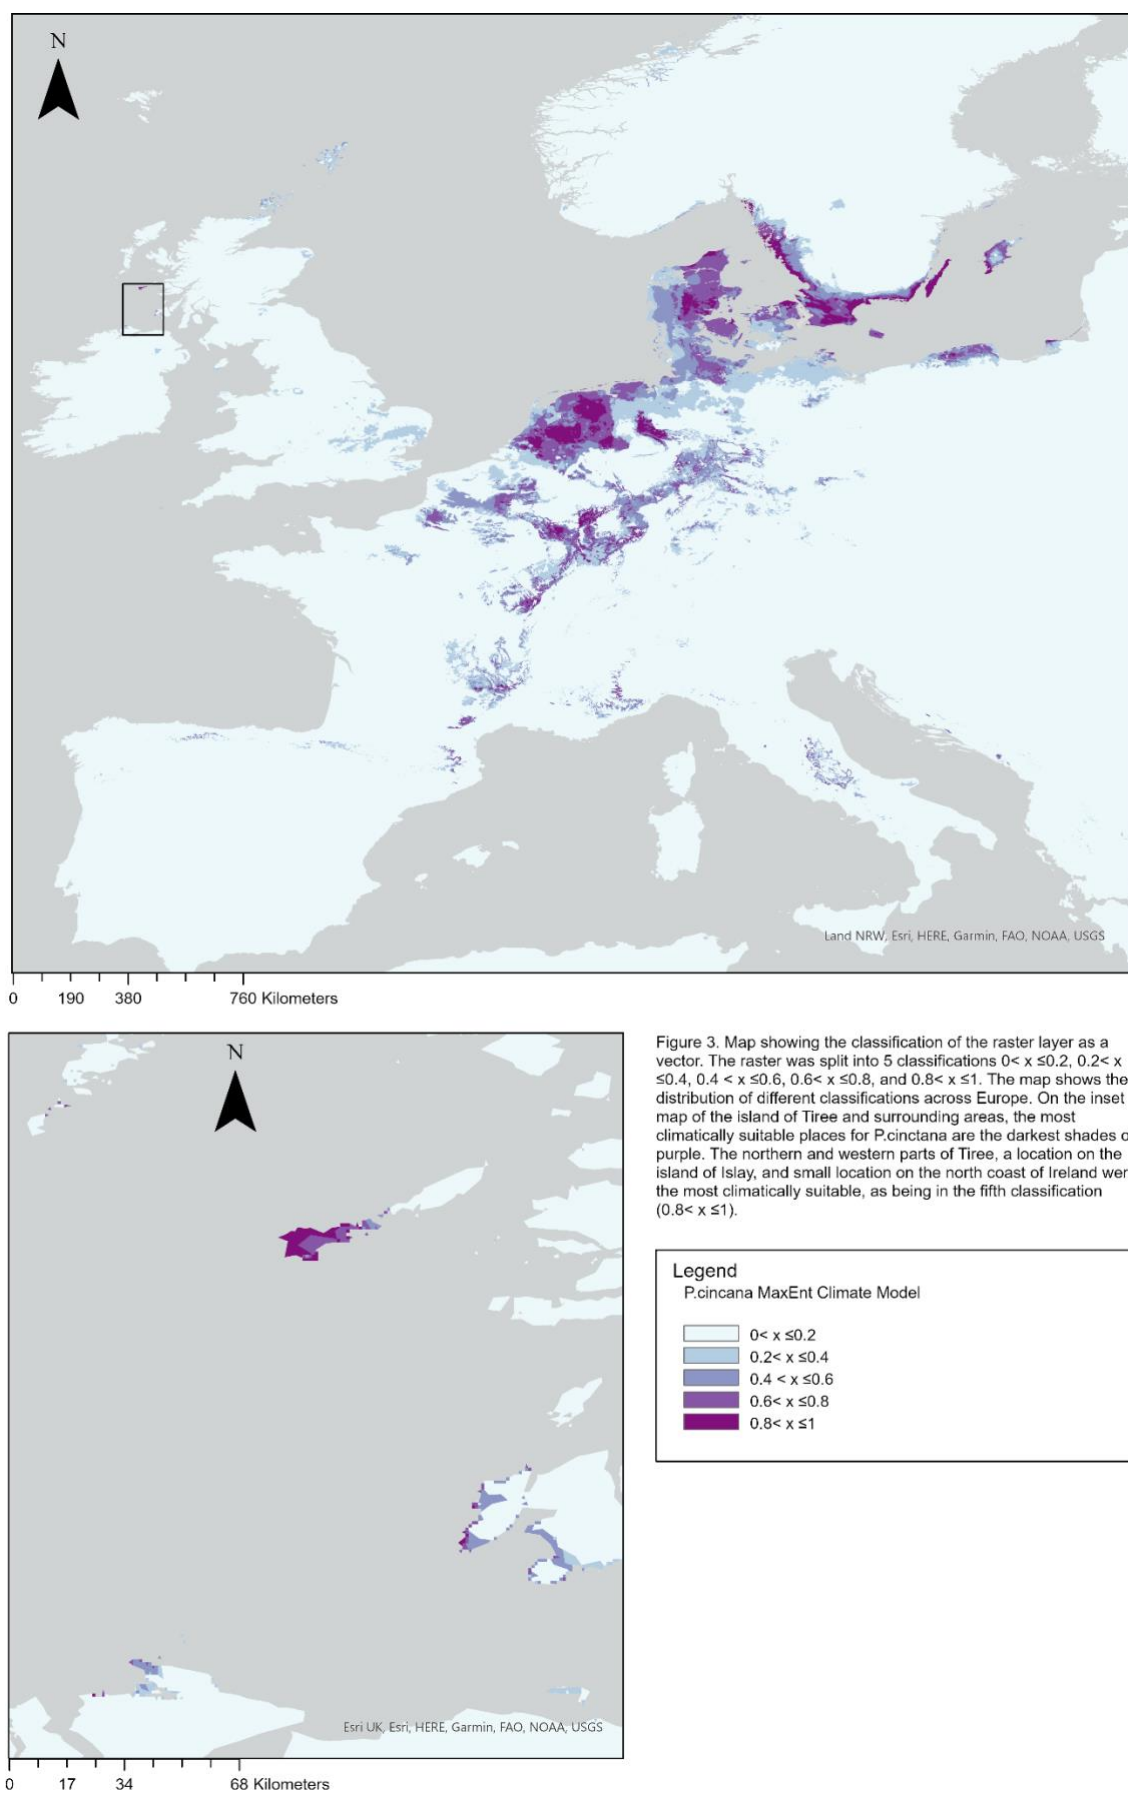 N
Land NRW, Esri, HERE, Garmin, FAO, NOAA, USGS
0 190 380 760 Kilometers
N
Esri UK, Esri, HERE, Garmin, FAO, NOAA, USGS
0 17 34 68 Kilometers
Figure 3. Map showing the classification of the raster layer as a
vector. The raster was split into 5 classifications 0< x ≤0.2, 0.2< x
≤0.4, 0.4 < x ≤0.6, 0.6< x ≤0.8, and 0.8< x ≤1. The map shows the
distribution of different classifications across Europe. On the inset
map of the island of Tiree and surrounding areas, the most
climatically suitable places for P.cinctana are the darkest shades o
purple. The northern and western parts of Tiree, a location on the
island of Islay, and small location on the north coast of Ireland wer
the most climatically suitable, as being in the fifth classification
(0.8< x ≤1).
Legend
P.cincana MaxEnt Climate Model
0< x ≤0.2
0.2< x ≤0.4
0.4 < x ≤0.6
0.6< x ≤0.8
0.8< x ≤1